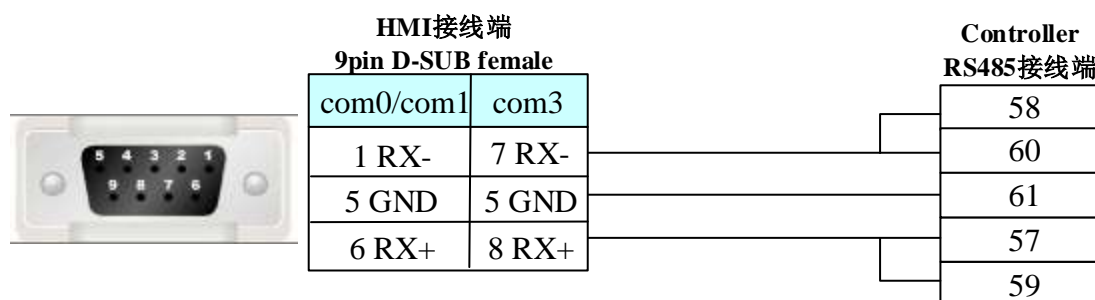 HMI接线端
9pin D-SUB female
Controller
RS485接线端
com0/com1 com3
1 RX- 7 RX-
5 GND 5 GND
6 RX+ 8 RX+
58
60
61
57
59
5 4 3 2 1
9 8 7 6